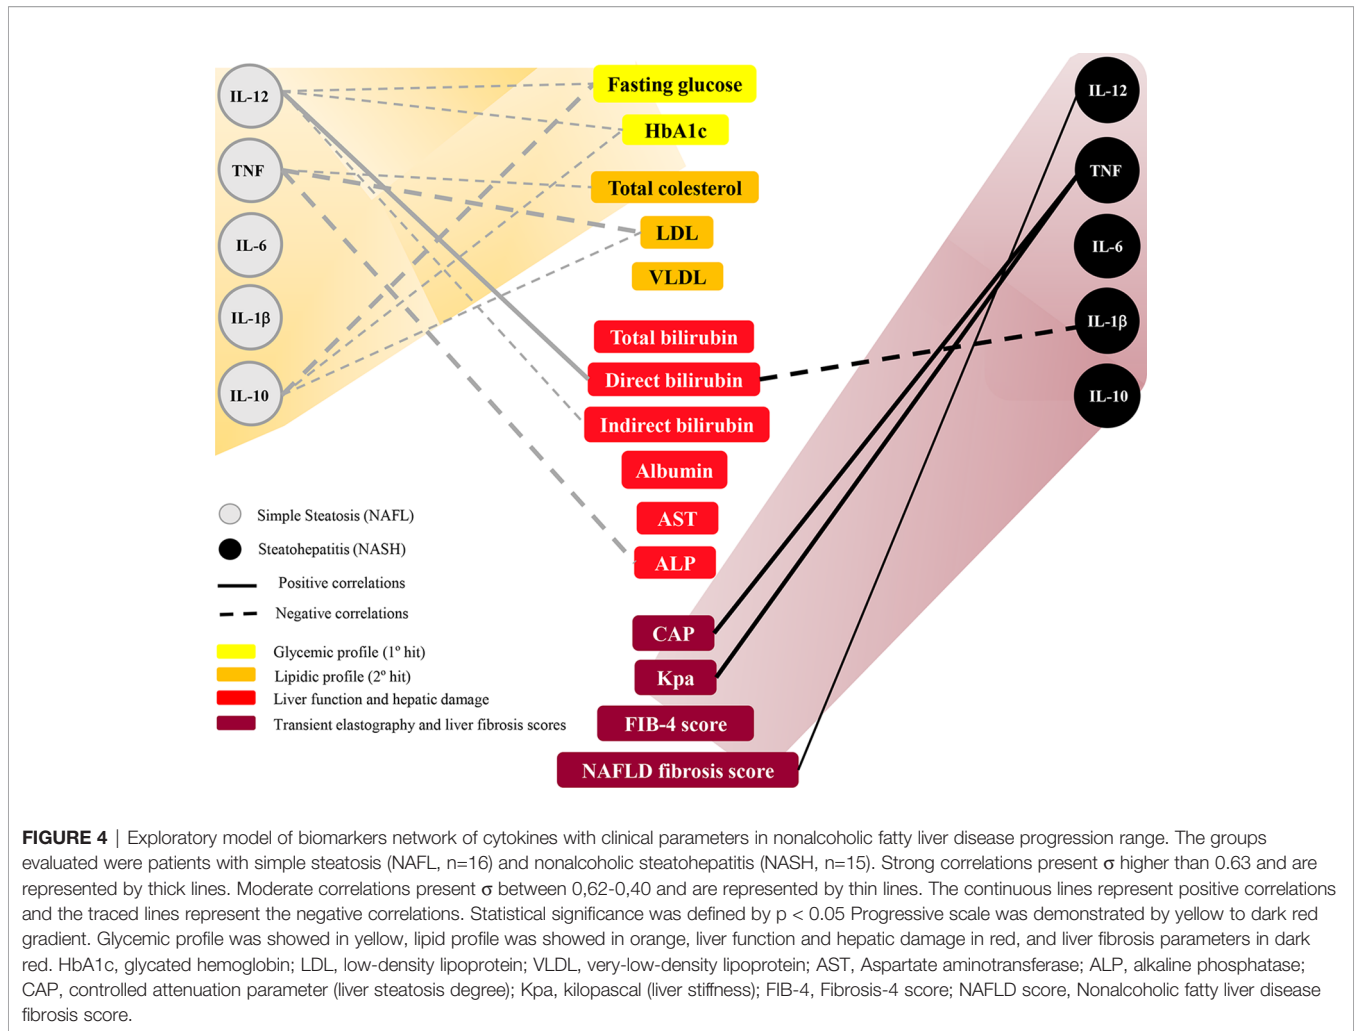 IL-12
TNF
IL-6
IL-1β
IL-10
Fasting glucose
HbA1c
Total colesterol
LDL
VLDL
Total bilirubin
Direct bilirubin
Indirect bilirubin
Albumin
AST
ALP
CAP
Kpa
FIB-4 score
NAFLD fibrosis score
IL-12
TNF
IL-6
IL-1β
IL-10
Simple Steatosis (NAFL)
Steatohepatitis (NASH)
Positive correlations
Negative correlations
Glycemic profile (1º hit)
Lipidic profile (2º hit)
Liver function and hepatic damage
Transient elastography and liver fibrosis scores
FIGURE 4 | Exploratory model of biomarkers network of cytokines with clinical parameters in nonalcoholic fatty liver disease progression range. The groups
evaluated were patients with simple steatosis (NAFL, n=16) and nonalcoholic steatohepatitis (NASH, n=15). Strong correlations present σ higher than 0.63 and are
represented by thick lines. Moderate correlations present σ between 0,62-0,40 and are represented by thin lines. The continuous lines represent positive correlations
and the traced lines represent the negative correlations. Statistical significance was defined by p < 0.05 Progressive scale was demonstrated by yellow to dark red
gradient. Glycemic profile was showed in yellow, lipid profile was showed in orange, liver function and hepatic damage in red, and liver fibrosis parameters in dark
red. HbA1c, glycated hemoglobin; LDL, low-density lipoprotein; VLDL, very-low-density lipoprotein; AST, Aspartate aminotransferase; ALP, alkaline phosphatase;
CAP, controlled attenuation parameter (liver steatosis degree); Kpa, kilopascal (liver stiffness); FIB-4, Fibrosis-4 score; NAFLD score, Nonalcoholic fatty liver disease
fibrosis score.